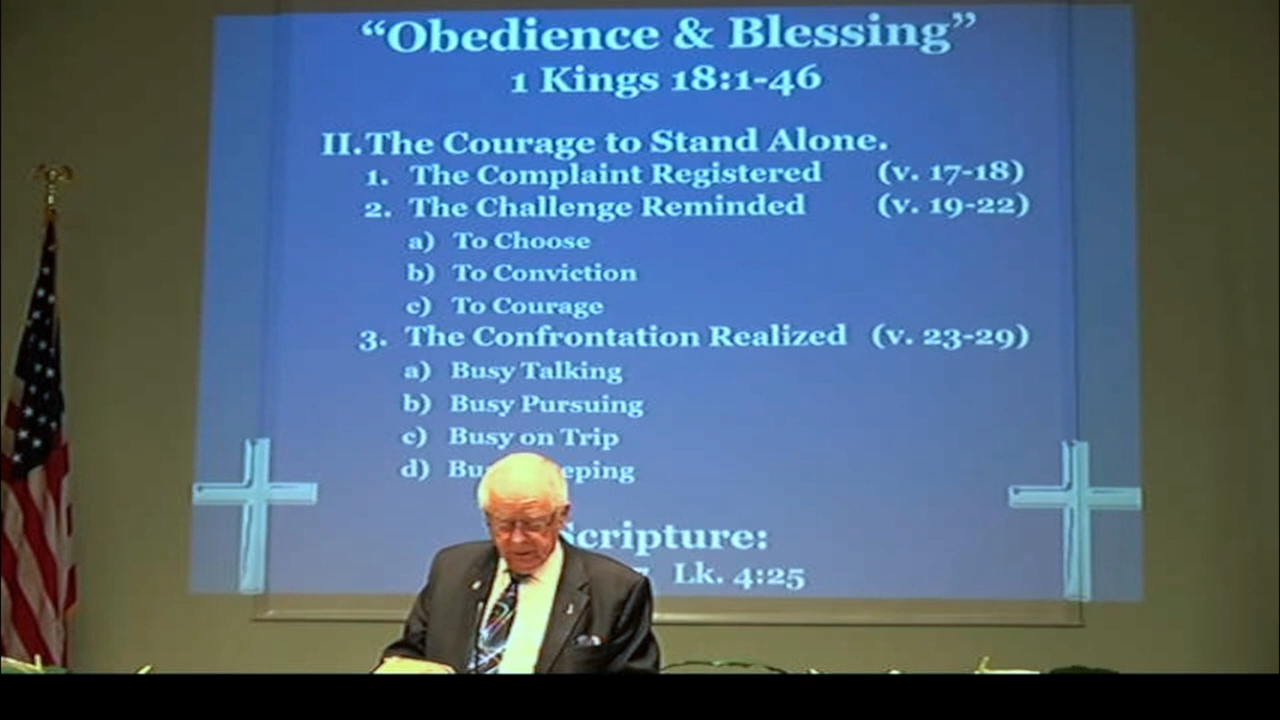 “Obedience & Blessing”
1 Kings 18:1-46
II. The Courage to Stand Alone.
1. The Complaint Registered (v. 17-18)
2. The Challenge Reminded (v. 19-22)
a) To Choose
b) To Conviction
c) To Courage
3. The Confrontation Realized (v. 23-29)
a) Busy Talking
b) Busy Pursuing
c) Busy on Trip
d)
Scripture:
Lk. 4:25